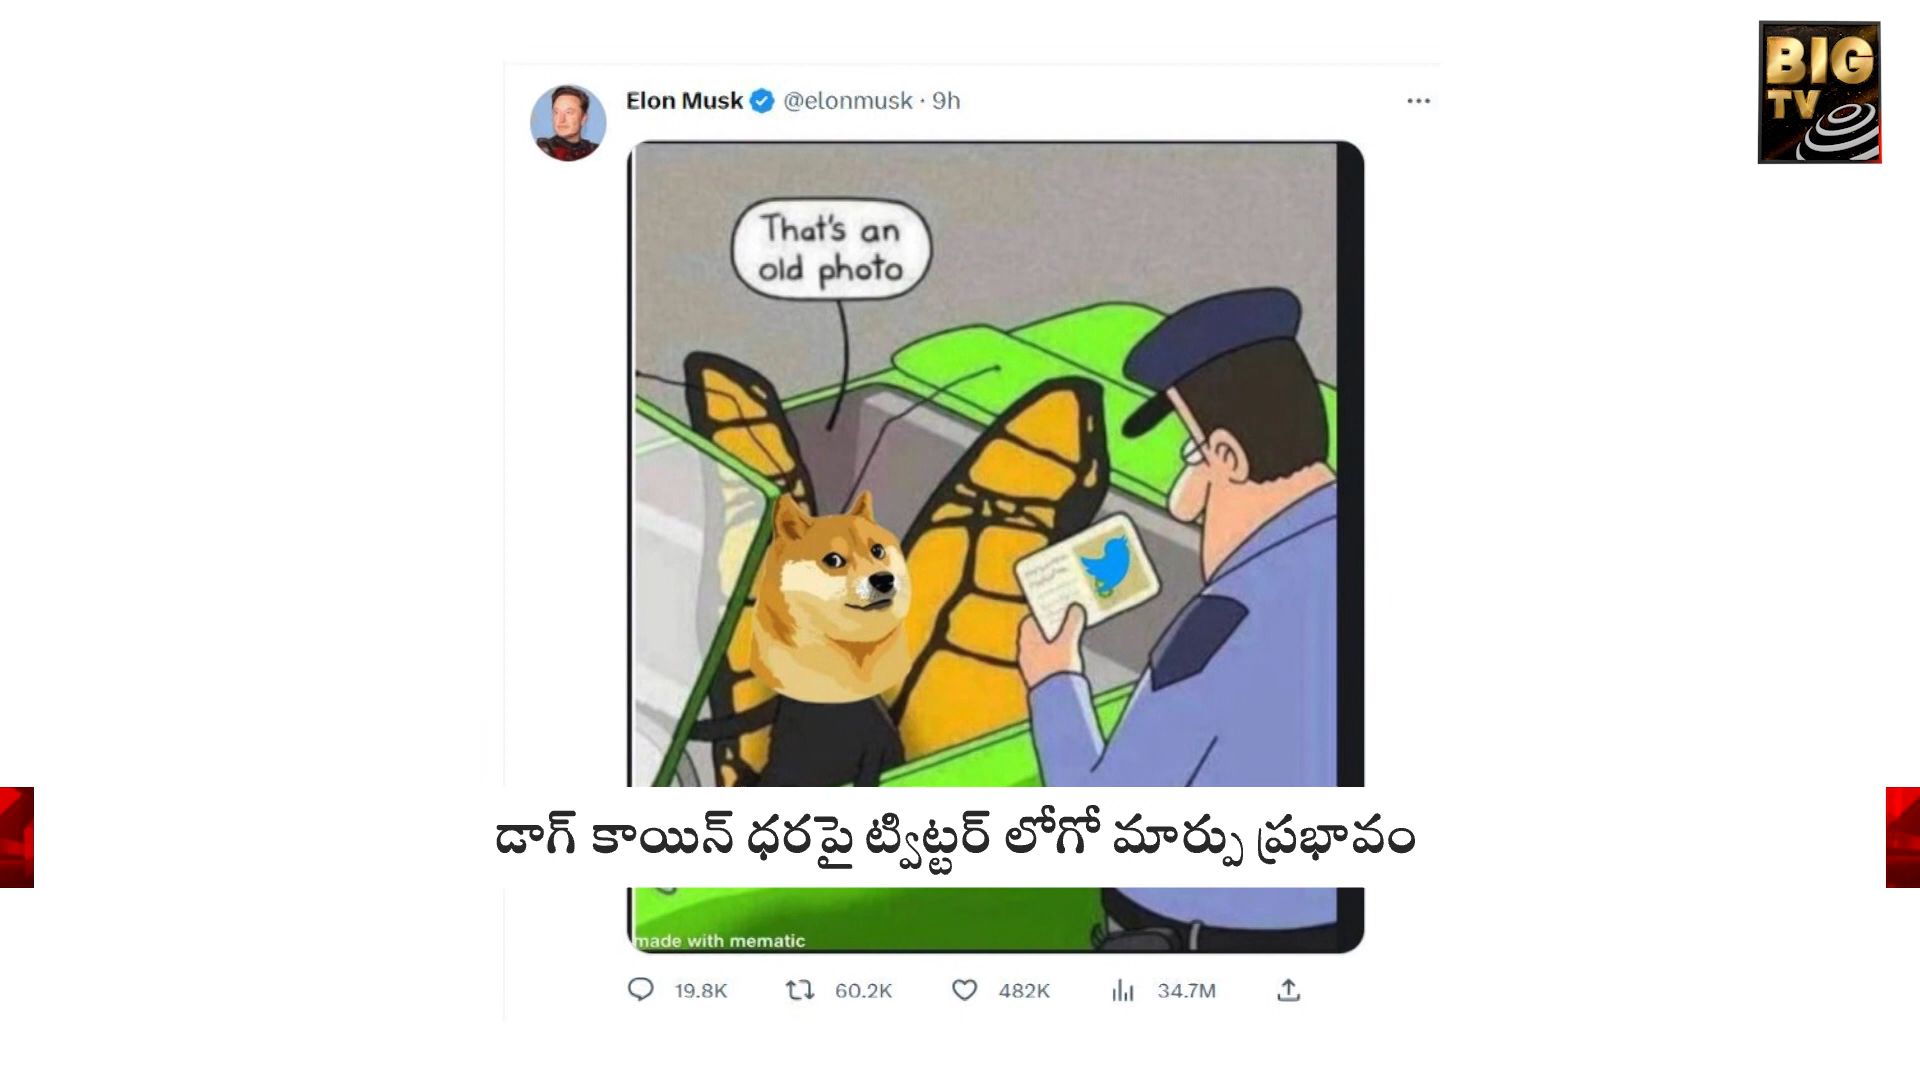 BIG
TV
Elon Musk @elonmusk · 9h
That's an
old photo
డాగ్ కాయిన్ ధరపై ట్విట్టర్ లోగో మార్పు ప్రభావం
made with mematic
19.8K 60.2K 482K 34.7M